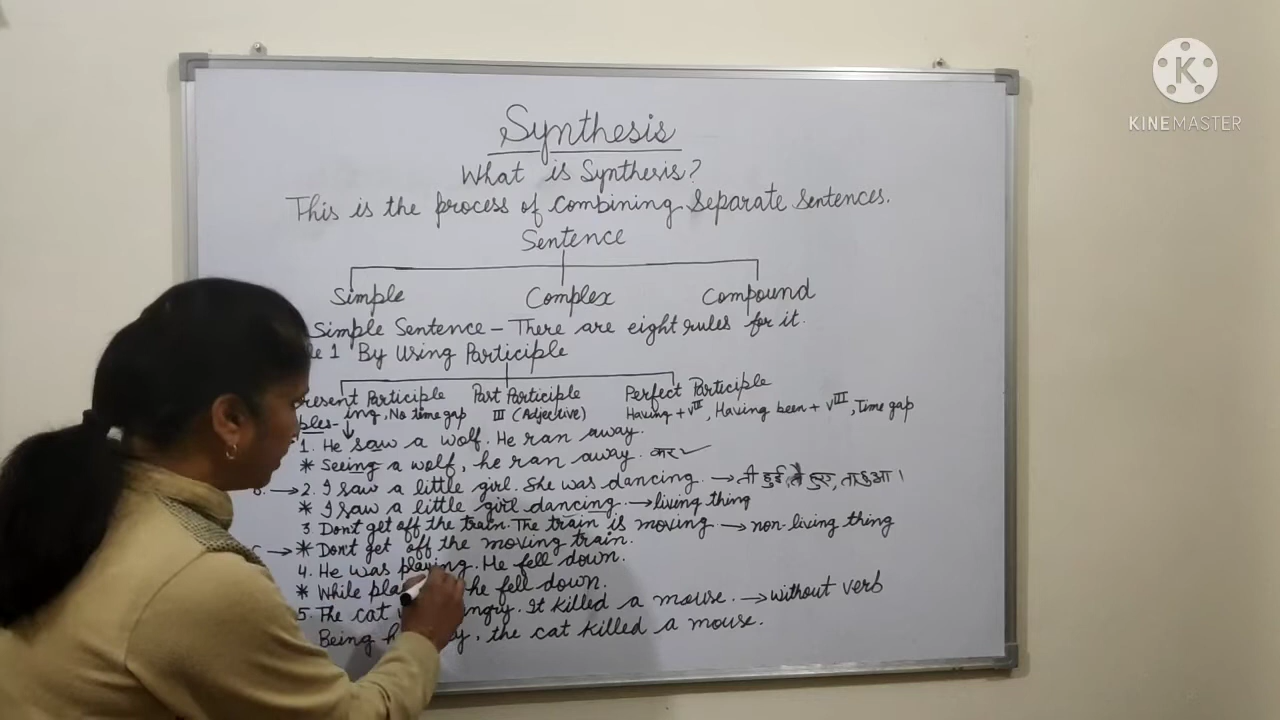 Synthesis
What is Synthesis?
This is the process of combining separate sentences.
Sentence
Simple Complex Compound
Simple Sentence - There are eight rules for it.
1 By Using Participle
Participle Past Participle Perfect Participle
ing, No time gap III (Adjective) Having + V III, Having been + V III, Time gap
1. He saw a wolf. He ran away.
* Seeing a wolf, he ran away. कर ✓
→ 2. I saw a little girl. She was dancing. → ती हुई, ते हुए, ता हुआ ।
* I saw a little girl dancing. → living thing
3 Don't get off the train. The train is moving → non-living thing
→ * Don't get off the moving train.
4. He was playing. He fell down.
* While he fell down.
5. The cat It killed a mouse. → without verb
Being the cat killed a mouse.
K
KINEMASTER